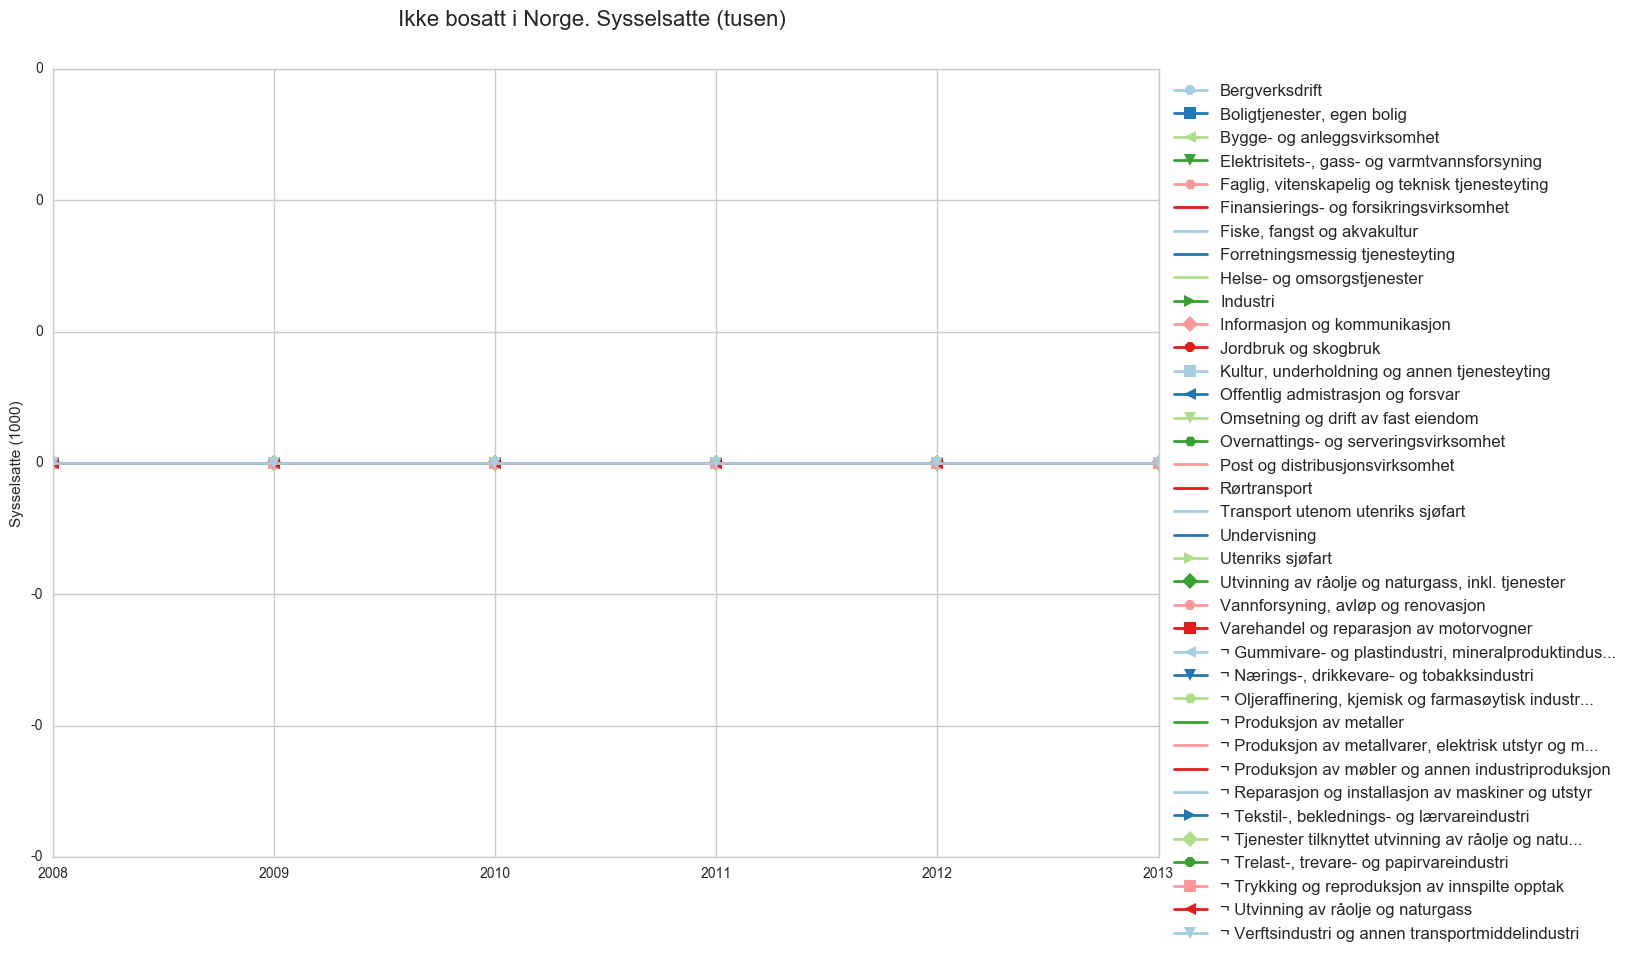 Ikke bosatt i Norge. Sysselsatte (tusen)
Sysselsatte (1000)
0
0
0
0
-0
-0
-0
2008 2009 2010 2011 2012 2013
Bergverksdrift
Boligtjenester, egen bolig
Bygge- og anleggsvirksomhet
Elektrisitets-, gass- og varmtvannsforsyning
Faglig, vitenskapelig og teknisk tjenesteyting
Finansierings- og forsikringsvirksomhet
Fiske, fangst og akvakultur
Forretningsmessig tjenesteyting
Helse- og omsorgstjenester
Industri
Informasjon og kommunikasjon
Jordbruk og skogbruk
Kultur, underholdning og annen tjenesteyting
Offentlig admistrasjon og forsvar
Omsetning og drift av fast eiendom
Overnattings- og serveringsvirksomhet
Post og distribusjonsvirksomhet
Rørtransport
Transport utenom utenriks sjøfart
Undervisning
Utenriks sjøfart
Utvinning av råolje og naturgass, inkl. tjenester
Vannforsyning, avløp og renovasjon
Varehandel og reparasjon av motorvogner
¬ Gummivare- og plastindustri, mineralproduktindus...
¬ Nærings-, drikkevare- og tobakksindustri
¬ Oljeraffinering, kjemisk og farmasøytisk industr...
¬ Produksjon av metaller
¬ Produksjon av metallvarer, elektrisk utstyr og m...
¬ Produksjon av møbler og annen industriproduksjon
¬ Reparasjon og installasjon av maskiner og utstyr
¬ Tekstil-, beklednings- og lærvareindustri
¬ Tjenester tilknyttet utvinning av råolje og natu...
¬ Trelast-, trevare- og papirvareindustri
¬ Trykking og reproduksjon av innspilte opptak
¬ Utvinning av råolje og naturgass
¬ Verftsindustri og annen transportmiddelindustri